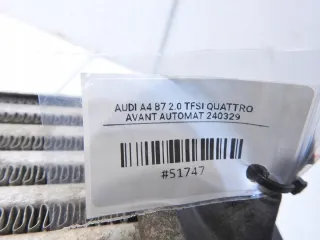 AUDI A4 B7 2.0 TFSI QUATTRO
AVANT AUTOMAT 240329
#51747